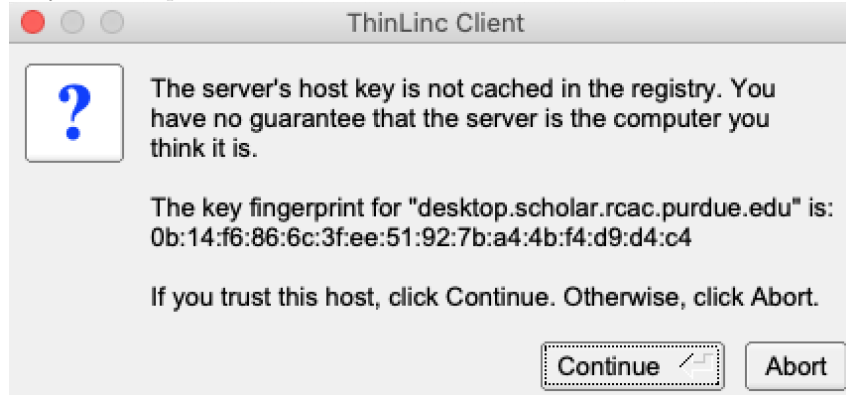 ThinLinc Client
?
The server's host key is not cached in the registry. You
have no guarantee that the server is the computer you
think it is.
The key fingerprint for "desktop.scholar.rcac.purdue.edu" is:
0b:14:f6:86:6c:3f:ee:51:92:7b:a4:4b:f4:d9:d4:c4
If you trust this host, click Continue. Otherwise, click Abort.
Continue
Abort